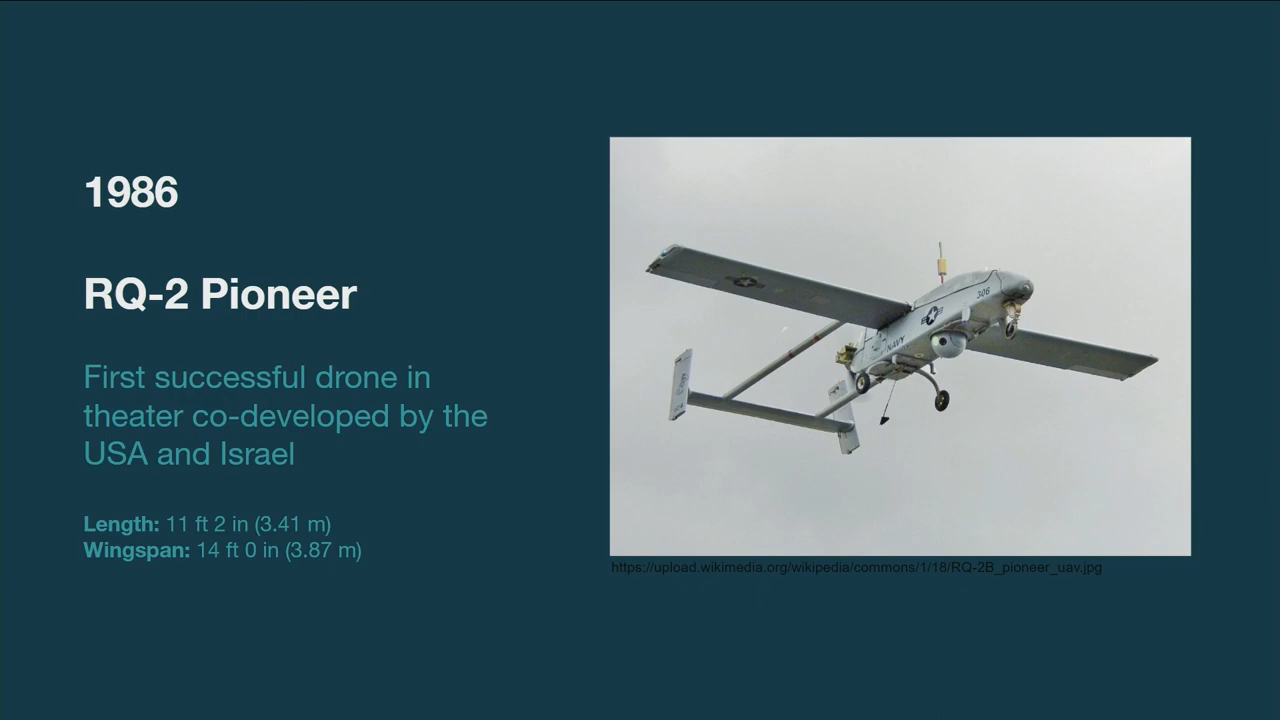 1986
RQ-2 Pioneer
First successful drone in
theater co-developed by the
USA and Israel
Length: 11 ft 2 in (3.41 m)
Wingspan: 14 ft 0 in (3.87 m)
306
NAVY
https://upload.wikimedia.org/wikipedia/commons/1/18/RQ-2B_pioneer_uav.jpg